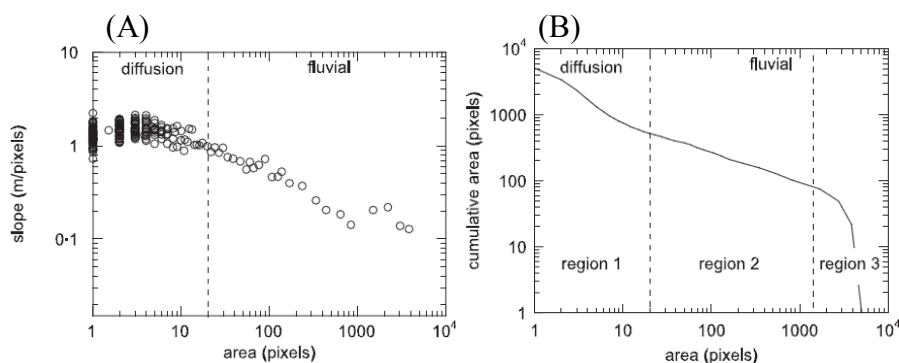 (A)
10
1
0·1
slope (m/pixels)
diffusion
fluvial
1
10
100
1000
10⁴
area (pixels)
(B)
10⁴
1000
100
10
1
cumulative area (pixels)
diffusion
fluvial
region 1
region 2
region 3
1
10
100
1000
10⁴
area (pixels)